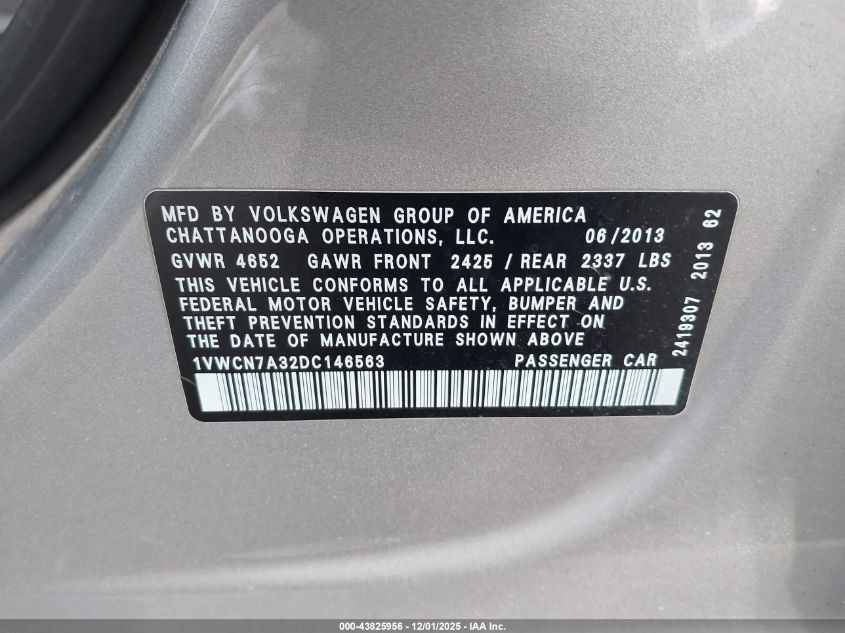 MFD BY VOLKSWAGEN GROUP OF AMERICA
CHATTANOOGA OPERATIONS, LLC. 06/2013
GVWR 4652 GAWR FRONT 2425 / REAR 2337 LBS
THIS VEHICLE CONFORMS TO ALL APPLICABLE U.S.
FEDERAL MOTOR VEHICLE SAFETY, BUMPER AND
THEFT PREVENTION STANDARDS IN EFFECT ON
THE DATE OF MANUFACTURE SHOWN ABOVE
1VWCN7A32DC146563 PASSENGER CAR
2419307 2013 62
000-43825956 - 12/01/2025 - IAA Inc.